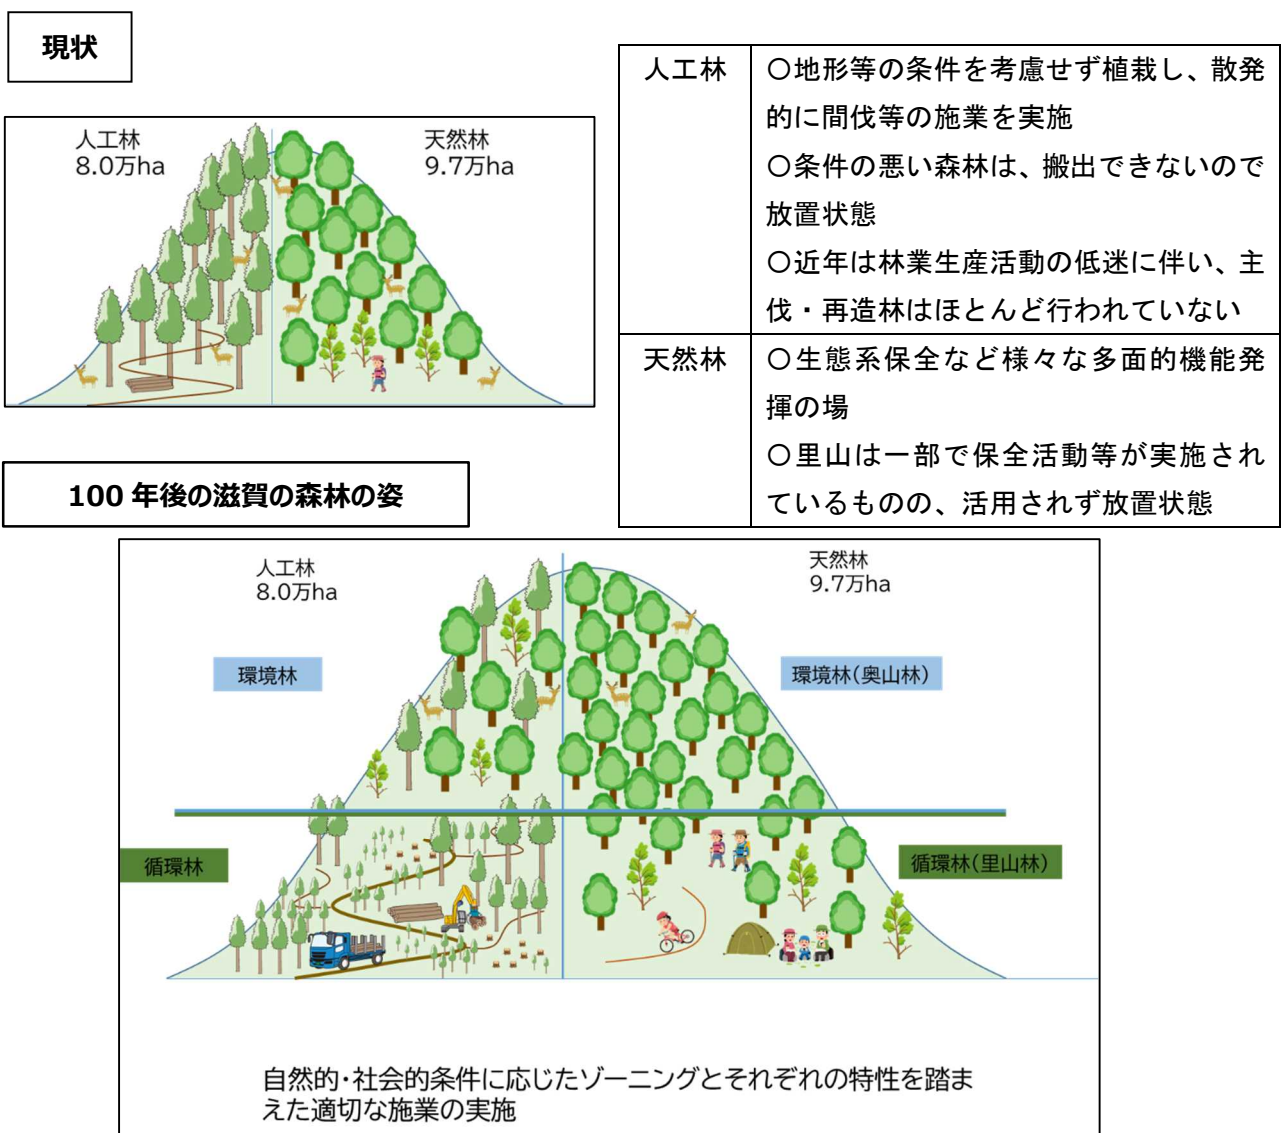 現状
人工林
8.0万ha
天然林
9.7万ha
人工林
〇地形等の条件を考慮せず植栽し、散発
的に間伐等の施業を実施
〇条件の悪い森林は、搬出できないので
放置状態
〇近年は林業生産活動の低迷に伴い、主
伐・再造林はほとんど行われていない
天然林
〇生態系保全など様々な多面的機能発
揮の場
〇里山は一部で保全活動等が実施され
ているものの、活用されず放置状態
100 年後の滋賀の森林の姿
人工林
8.0万ha
天然林
9.7万ha
環境林
環境林(奥山林)
循環林
循環林(里山林)
自然的・社会的条件に応じたゾーニングとそれぞれの特性を踏ま
えた適切な施業の実施